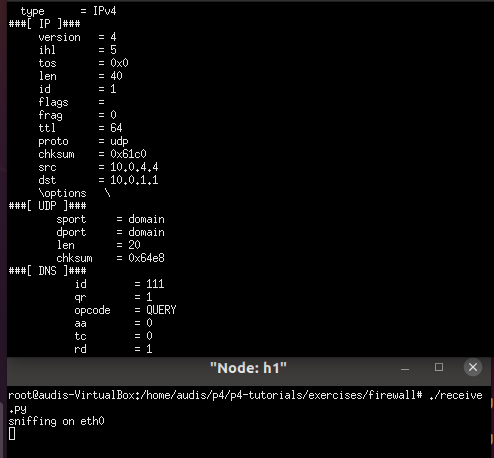 type = IPv4
###[ IP ]###
version = 4
ihl = 5
tos = 0x0
len = 40
id = 1
flags =
frag = 0
ttl = 64
proto = udp
chksum = 0x61c0
src = 10.0.4.4
dst = 10.0.1.1
\options \
###[ UDP ]###
sport = domain
dport = domain
len = 20
chksum = 0x64e8
###[ DNS ]###
id = 111
qr = 1
opcode = QUERY
aa = 0
tc = 0
rd = 1
"Node: h1"
root@audis-VirtualBox:/home/audis/p4/p4-tutorials/exercises/firewall# ./receive
.py
sniffing on eth0